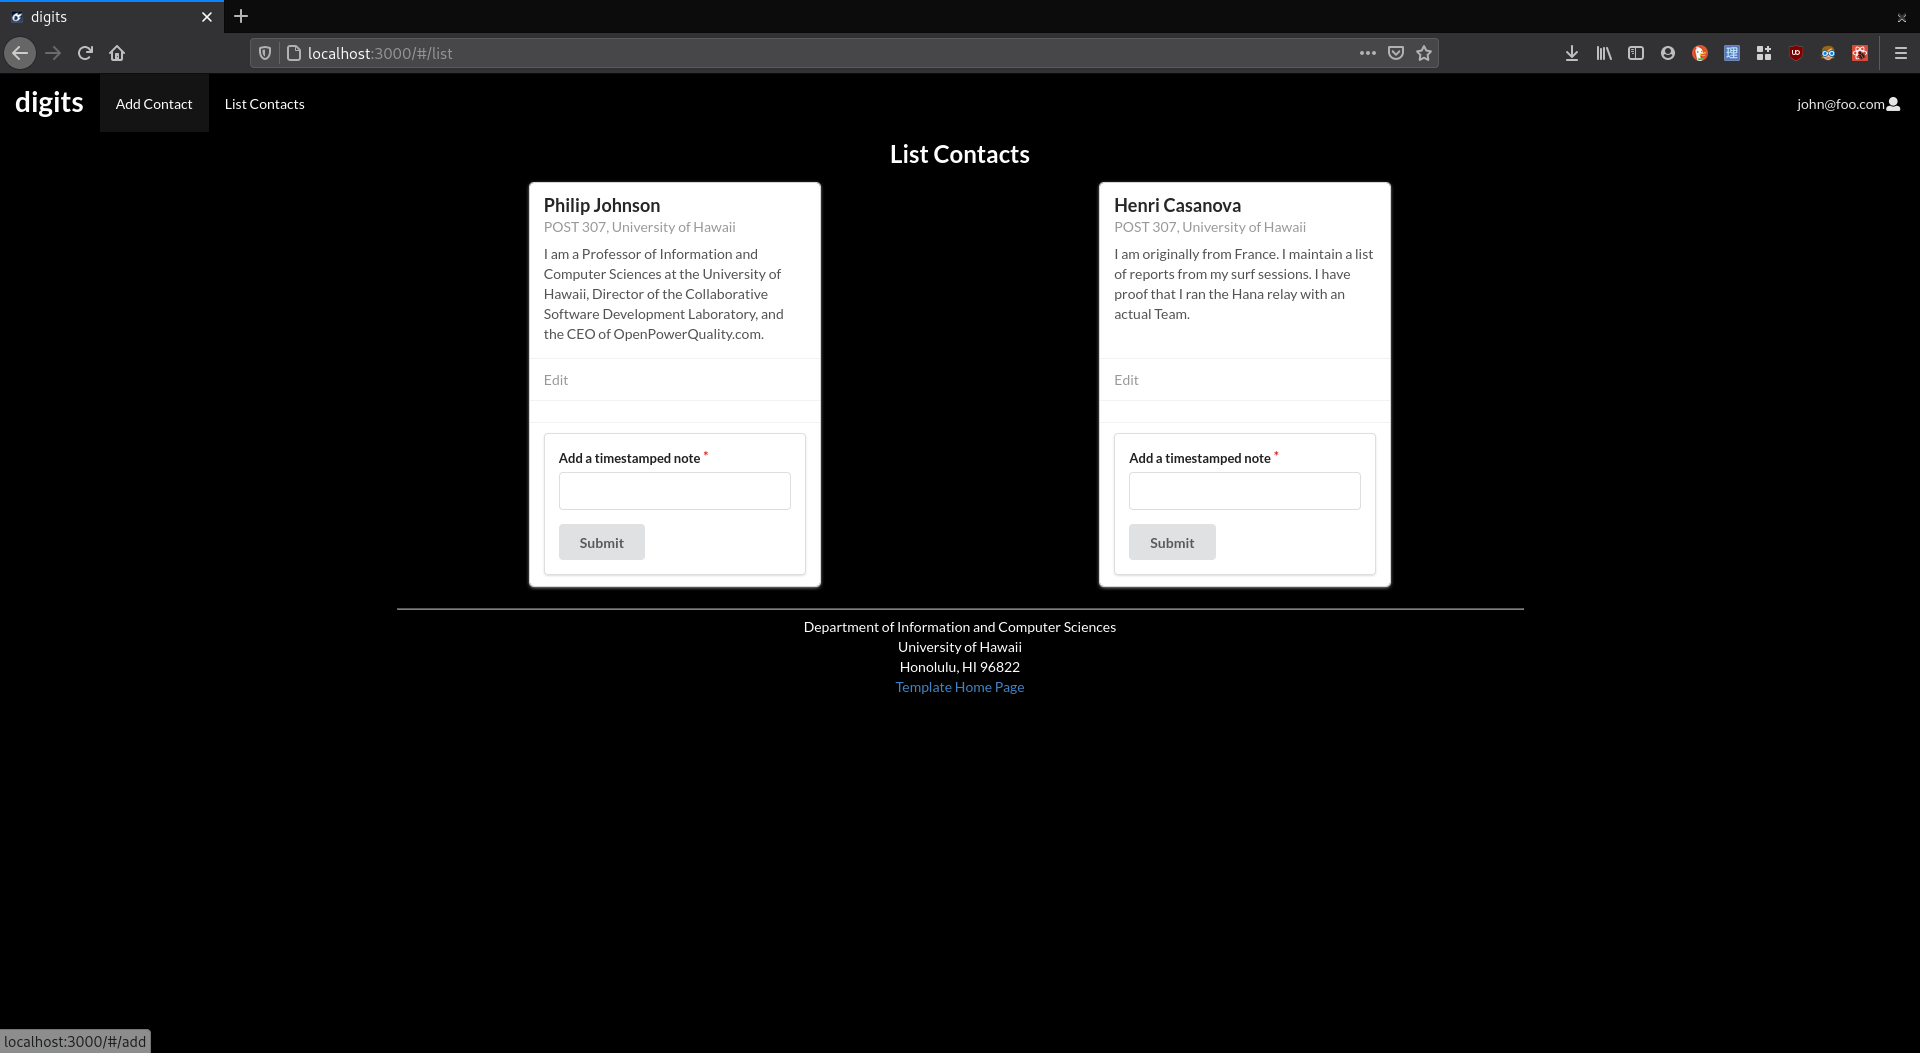 digits
localhost:3000/#/list
digits
Add Contact
List Contacts
john@foo.com
List Contacts
Philip Johnson
POST 307, University of Hawaii
I am a Professor of Information and
Computer Sciences at the University of
Hawaii, Director of the Collaborative
Software Development Laboratory, and
the CEO of OpenPowerQuality.com.
Edit
Add a timestamped note *
Submit
Henri Casanova
POST 307, University of Hawaii
I am originally from France. I maintain a list
of reports from my surf sessions. I have
proof that I ran the Hana relay with an
actual Team.
Edit
Add a timestamped note *
Submit
Department of Information and Computer Sciences
University of Hawaii
Honolulu, HI 96822
Template Home Page
localhost:3000/#/add